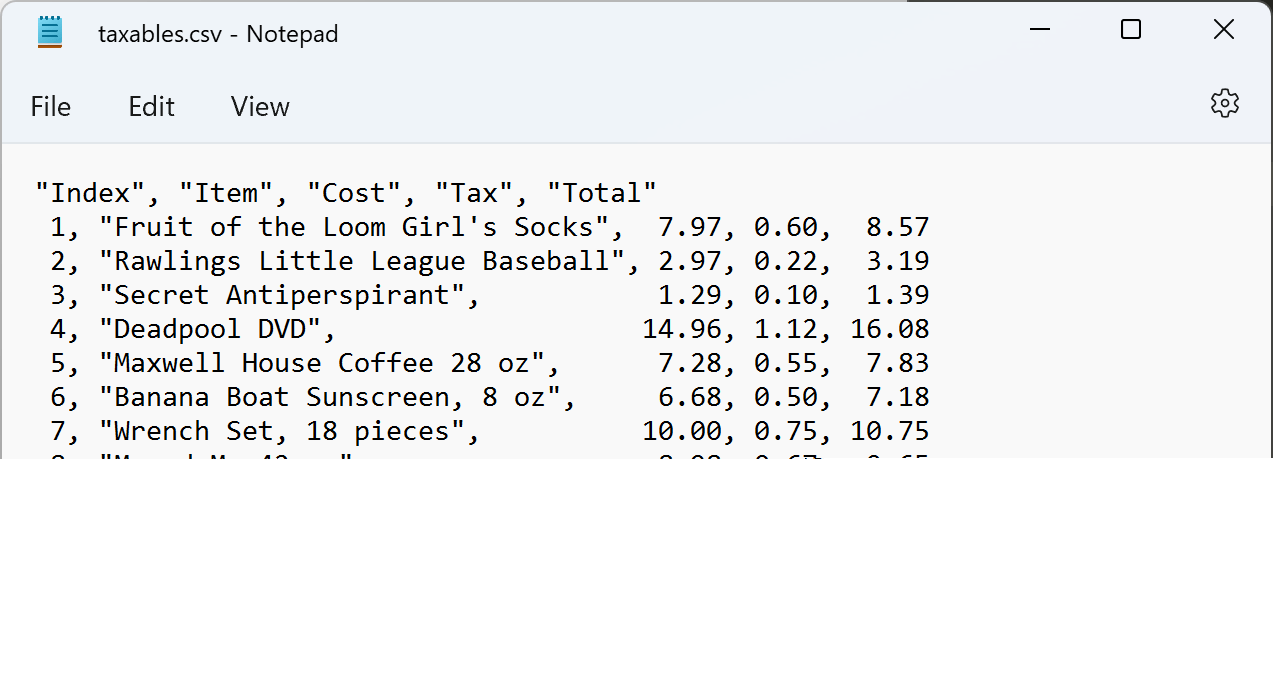 taxables.csv - Notepad
File Edit View
"Index", "Item", "Cost", "Tax", "Total"
 1, "Fruit of the Loom Girl's Socks",  7.97, 0.60,  8.57
 2, "Rawlings Little League Baseball", 2.97, 0.22,  3.19
 3, "Secret Antiperspirant",           1.29, 0.10,  1.39
 4, "Deadpool DVD",                   14.96, 1.12, 16.08
 5, "Maxwell House Coffee 28 oz",      7.28, 0.55,  7.83
 6, "Banana Boat Sunscreen, 8 oz",     6.68, 0.50,  7.18
 7, "Wrench Set, 18 pieces",          10.00, 0.75, 10.75